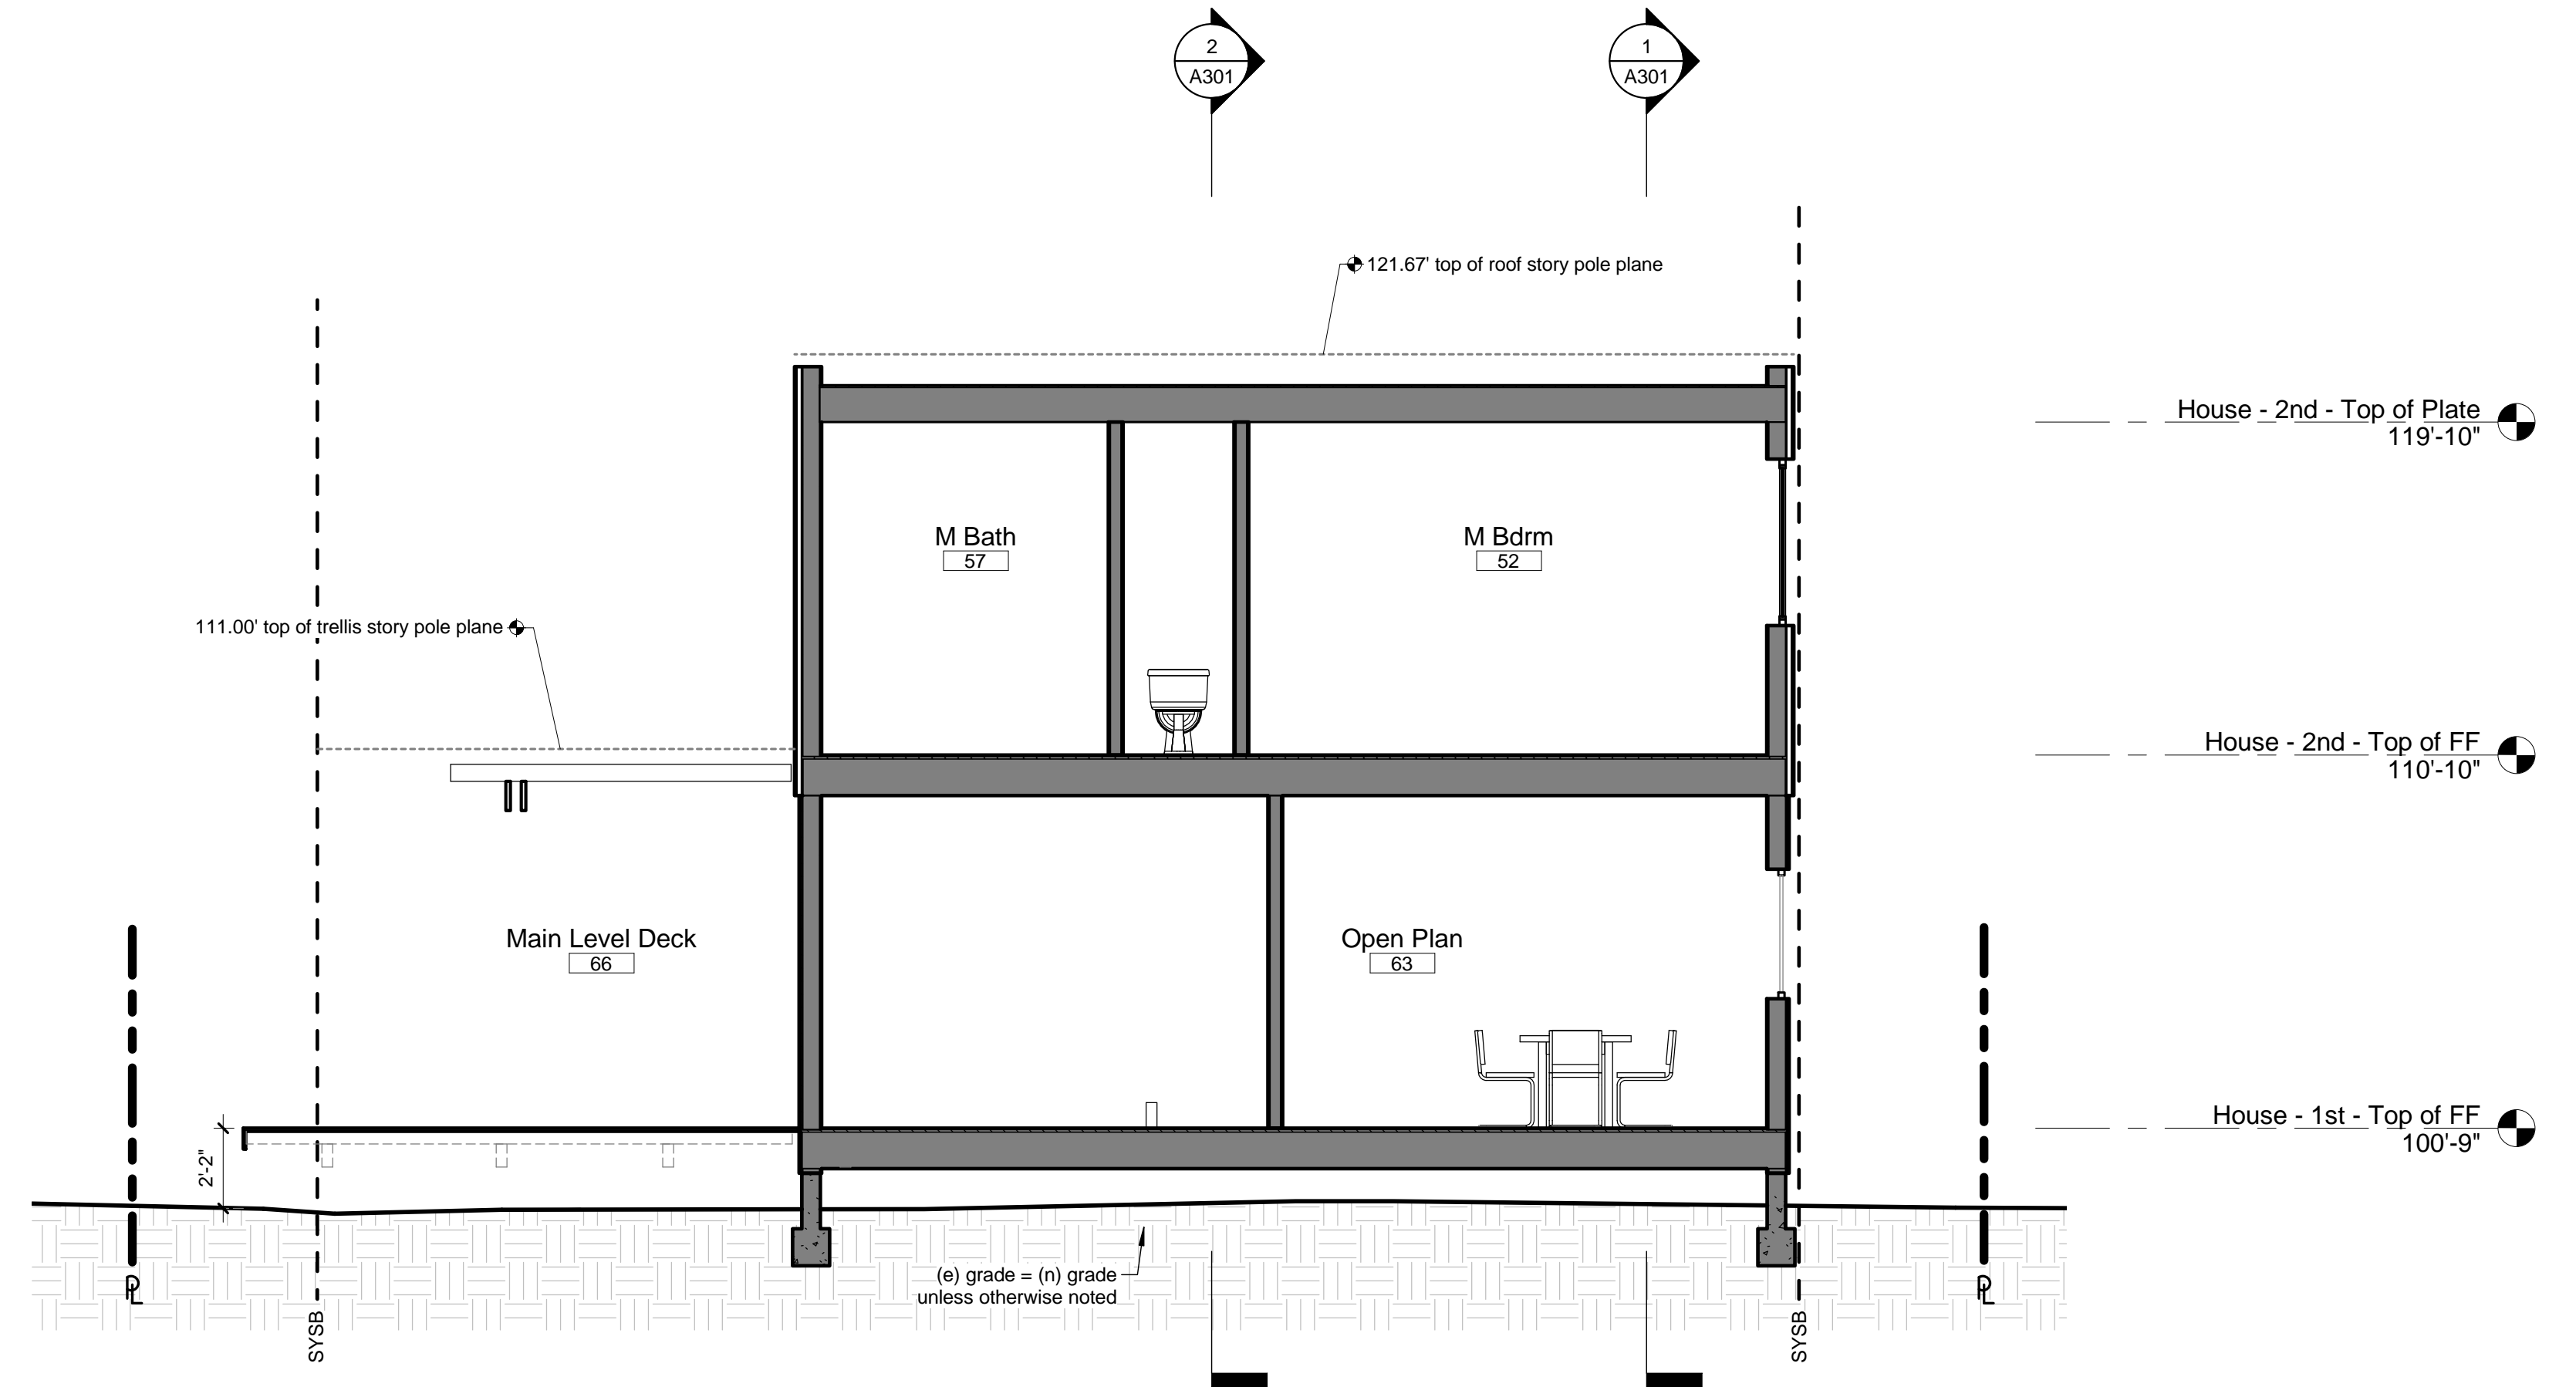 2
A301
1
A301
121.67' top of roof story pole plane
House - 2nd - Top of Plate
119'-10"
M Bath
57
M Bdrm
52
111.00' top of trellis story pole plane
House - 2nd - Top of FF
110'-10"
Main Level Deck
66
Open Plan
63
House - 1st - Top of FF
100'-9"
2'-2"
(e) grade = (n) grade
unless otherwise noted
PL
PL
SYSB
SYSB